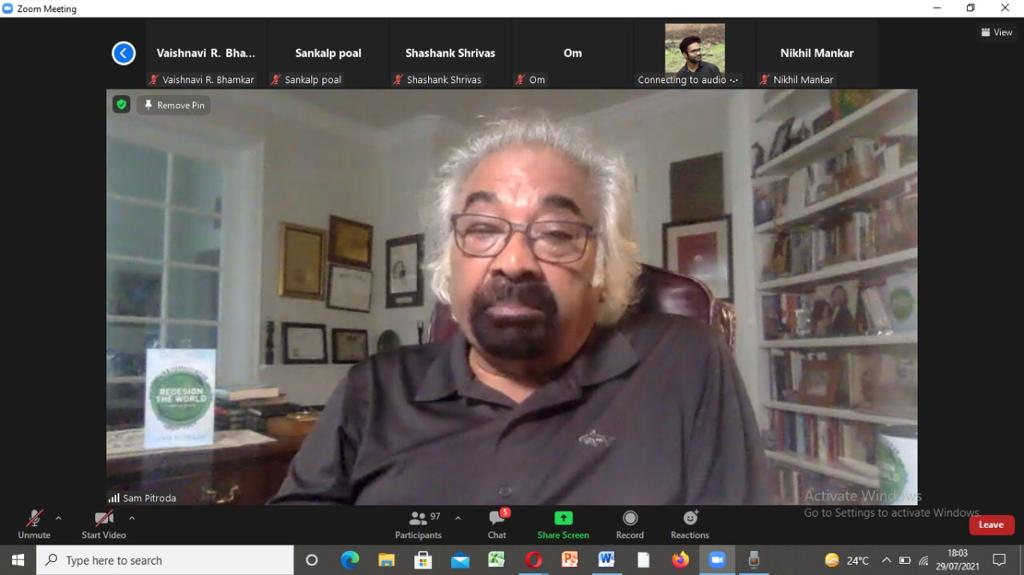 Zoom Meeting
View
Vaishnavi R. Bha...
Sankalp poal
Shashank Shrivas
Om
Nikhil Mankar
Vaishnavi R. Bhamkar
Sankalp poal
Shashank Shrivas
Om
Connecting to audio
Nikhil Mankar
Remove Pin
REDESIGN
THE WORLD
Sam Pitroda
Activate Windows
Go to Settings to activate Windows.
Unmute
Start Video
97
Participants
5
Chat
Share Screen
Record
Reactions
Leave
Type here to search
24°C
18:03
29/07/2021